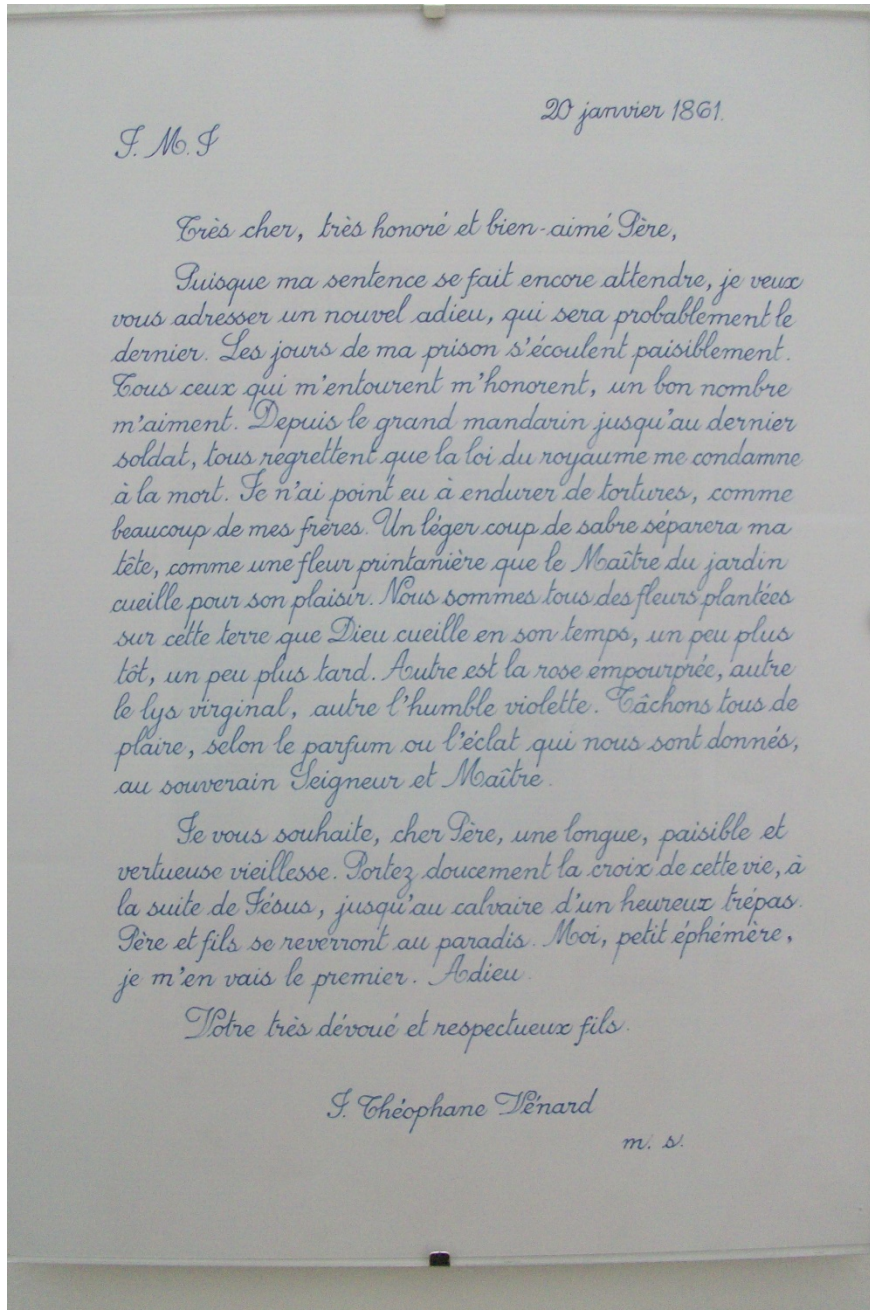 20 janvier 1861.
J. M. J
Très cher, très honoré et bien-aimé Père,
Puisque ma sentence se fait encore attendre, je veux
vous adresser un nouvel adieu, qui sera probablement le
dernier. Les jours de ma prison s'écoulent paisiblement.
Tous ceux qui m'entourent m'honorent, un bon nombre
m'aiment. Depuis le grand mandarin jusqu'au dernier
soldat, tous regrettent que la loi du royaume me condamne
à la mort. Je n'ai point eu à endurer de tortures, comme
beaucoup de mes frères. Un léger coup de sabre séparera ma
tête, comme une fleur printanière que le Maître du jardin
cueille pour son plaisir. Nous sommes tous des fleurs plantées
sur cette terre que Dieu cueille en son temps, un peu plus
tôt, un peu plus tard. Autre est la rose empourprée, autre
le lys virginal, autre l'humble violette. Tâchons tous de
plaire, selon le parfum ou l'éclat qui nous sont donnés,
au souverain Seigneur et Maître.
Je vous souhaite, cher Père, une longue, paisible et
vertueuse vieillesse. Portez doucement la croix de cette vie, à
la suite de Jésus, jusqu'au calvaire d'un heureux trépas.
Père et fils se reverront au paradis. Moi, petit éphémère,
je m'en vais le premier. Adieu.
Votre très dévoué et respectueux fils.
J. Théophane Vénard
m. s.